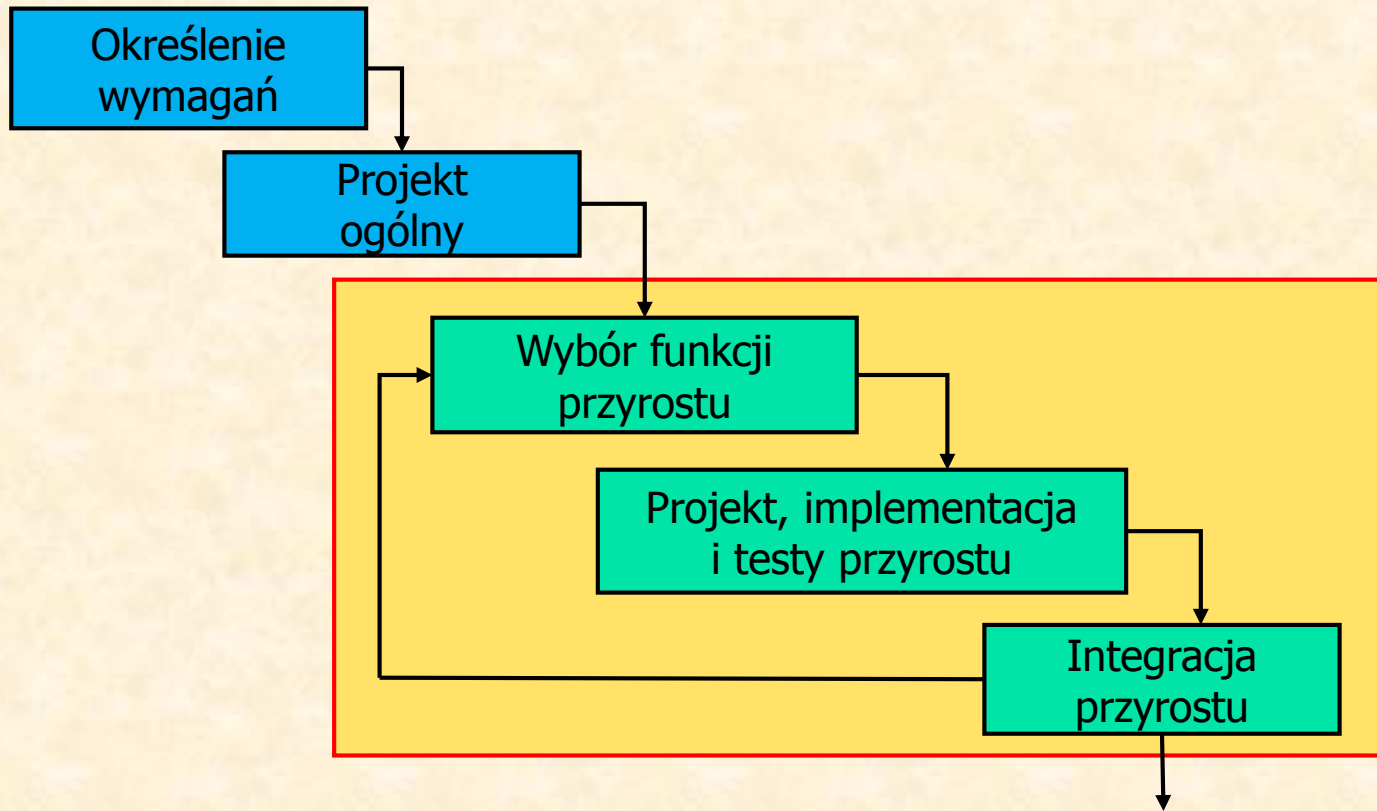 Określenie
wymagań
Projekt
ogólny
Wybór funkcji
przyrostu
Projekt, implementacja
i testy przyrostu
Integracja
przyrostu